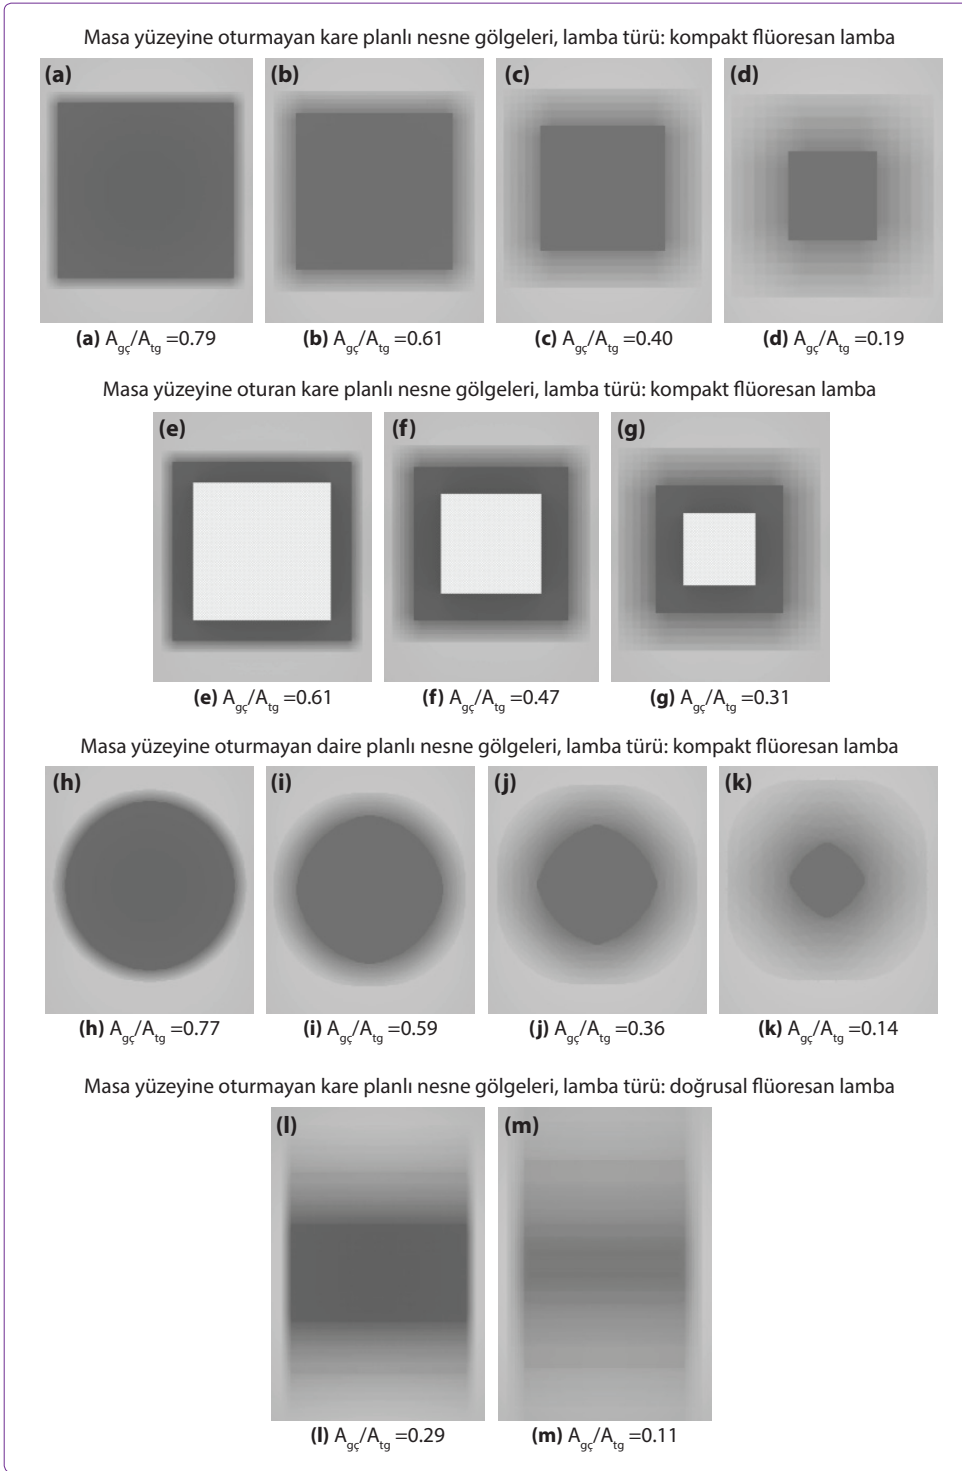 Masa yüzeyine oturmayan kare planlı nesne gölgeleri, lamba türü: kompakt flüoresan lamba
(a) (b) (c) (d)
(a) Agç/Atg =0.79 (b) Agç/Atg =0.61 (c) Agç/Atg =0.40 (d) Agç/Atg =0.19
Masa yüzeyine oturan kare planlı nesne gölgeleri, lamba türü: kompakt flüoresan lamba
(e) (f) (g)
(e) Agç/Atg =0.61 (f) Agç/Atg =0.47 (g) Agç/Atg =0.31
Masa yüzeyine oturmayan daire planlı nesne gölgeleri, lamba türü: kompakt flüoresan lamba
(h) (i) (j) (k)
(h) Agç/Atg =0.77 (i) Agç/Atg =0.59 (j) Agç/Atg =0.36 (k) Agç/Atg =0.14
Masa yüzeyine oturmayan kare planlı nesne gölgeleri, lamba türü: doğrusal flüoresan lamba
(l) (m)
(l) Agç/Atg =0.29 (m) Agç/Atg =0.11